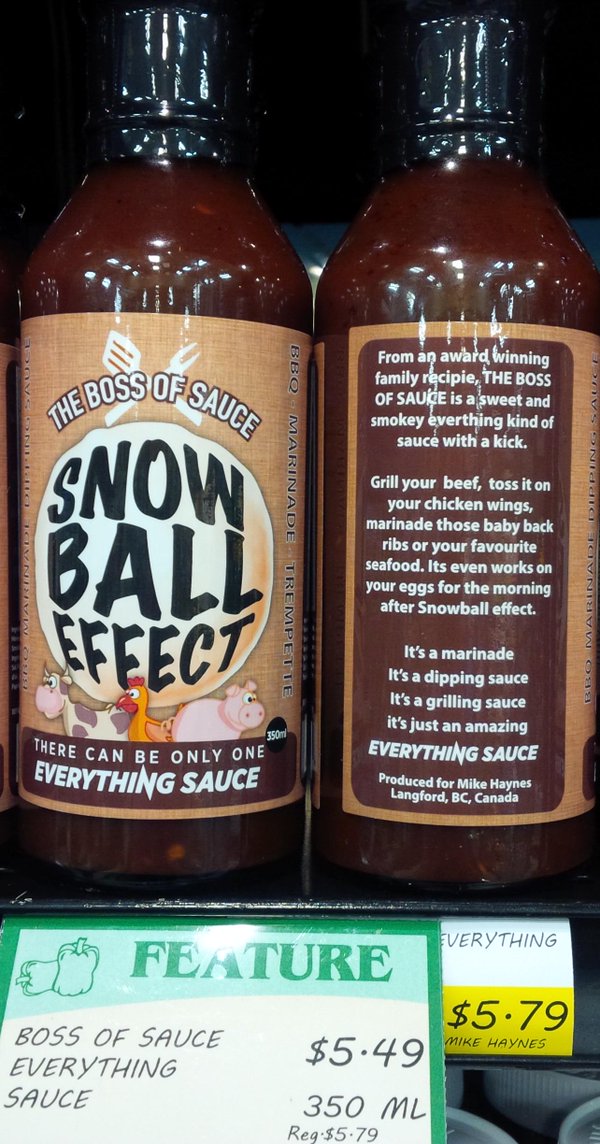 THE BOSS OF SAUCE
SNOW
BALL
EFFECT
350ml
THERE CAN BE ONLY ONE
EVERYTHING SAUCE
BBQ · MARINADE · TREMPETTE
BBQ MARINADE DIPPING SAUCE
From an award winning
family recipie, THE BOSS
OF SAUCE is a sweet and
smokey everthing kind of
sauce with a kick.
Grill your beef, toss it on
your chicken wings,
marinade those baby back
ribs or your favourite
seafood. Its even works on
your eggs for the morning
after Snowball effect.
It's a marinade
It's a dipping sauce
It's a grilling sauce
it's just an amazing
EVERYTHING SAUCE
Produced for Mike Haynes
Langford, BC, Canada
BBQ MARINADE DIPPING SAUCE
FEATURE
BOSS OF SAUCE
EVERYTHING
SAUCE
$5.49
350 ML
Reg.$5.79
EVERYTHING
$5.79
MIKE HAYNES